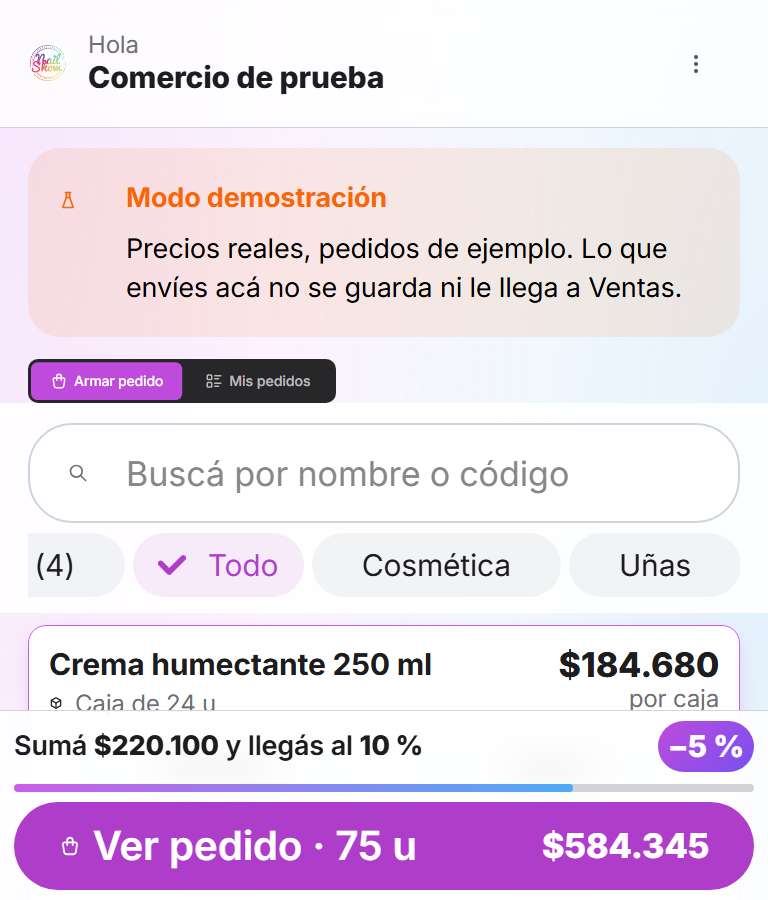 Nail Show
Hola
Comercio de prueba
Modo demostración
Precios reales, pedidos de ejemplo. Lo que
envíes acá no se guarda ni le llega a Ventas.
Armar pedido Mis pedidos
Buscá por nombre o código
(4) Todo Cosmética Uñas
Crema humectante 250 ml $184.680
Caja de 24 u por caja
Sumá $220.100 y llegás al 10 % −5 %
Ver pedido · 75 u $584.345